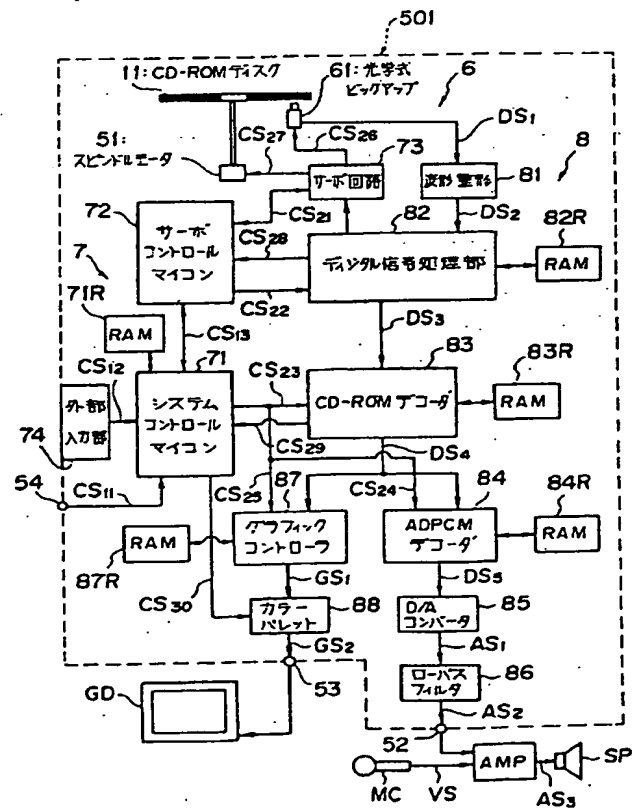 501
11:CD-ROMディスク
61:光学式
ピックアップ
6
DS1
8
51:
スピンドルモータ
CS27
CS26
73
サーボ回路
波形整形
81
72
CS21
82
DS2
サーボ
コントロール
マイコン
CS28
ディジタル信号処理部
82R
RAM
7
CS22
71R
RAM
CS13
DS3
83
CS12
71
CS23
83R
RAM
外部
入力部
システム
コントロール
マイコン
CD-ROMデコーダ
CS29
DS4
74
54
CS11
CS25
87
CS24
84
84R
RAM
グラフィック
コントローラ
ADPCM
デコーダ
RAM
87R
CS30
GS1
DS5
カラー
パレット
88
D/A
コンバータ
85
GS2
AS1
ローパス
フィルタ
86
GD
53
AS2
52
AMP
SP
MC
VS
AS3